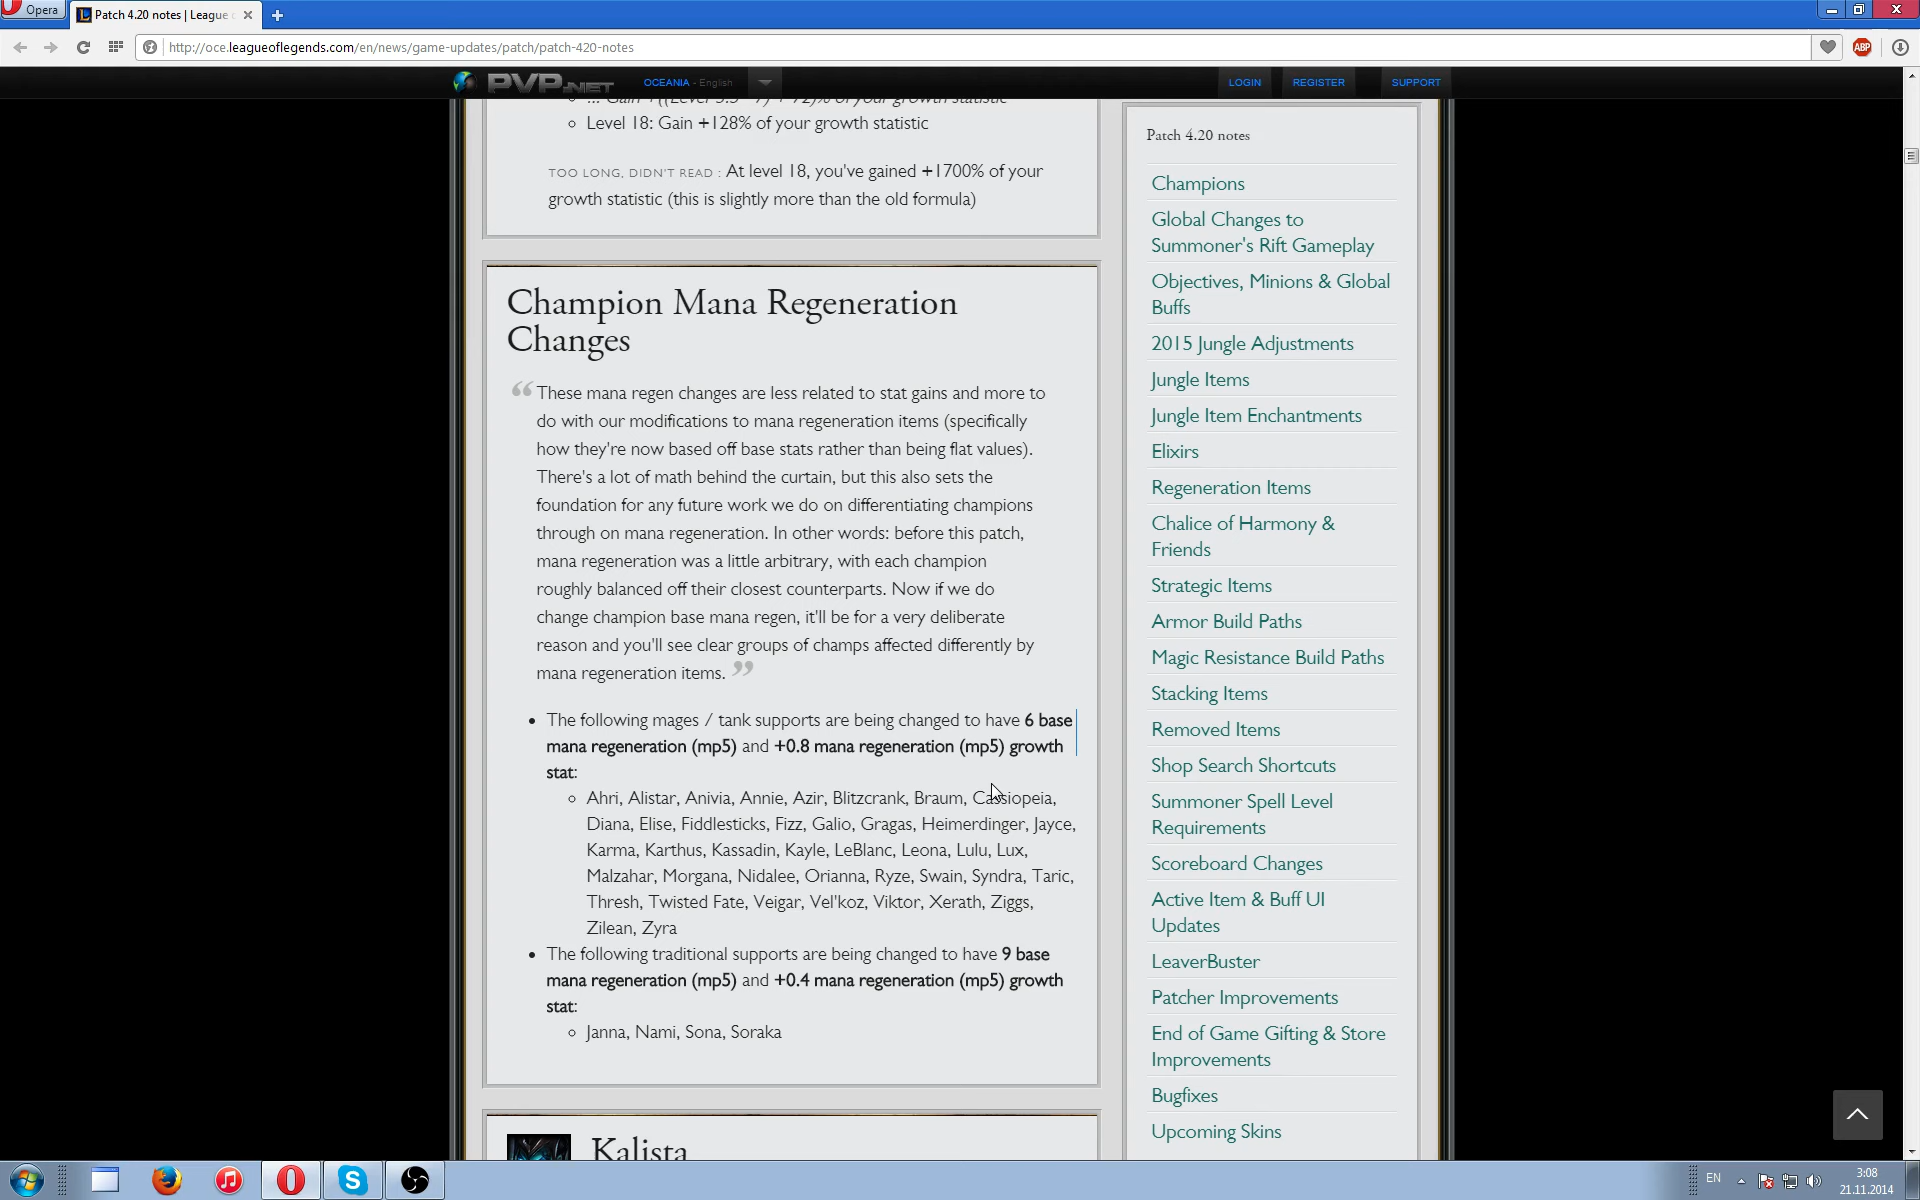 Opera
Patch 4.20 notes | League o
http://oce.leagueoflegends.com/en/news/game-updates/patch/patch-420-notes
ABP
PVP.NET
OCEANIA - English
LOGIN
REGISTER
SUPPORT
Level 18: Gain +128% of your growth statistic
TOO LONG, DIDN'T READ : At level 18, you've gained +1700% of your
growth statistic (this is slightly more than the old formula)
Champion Mana Regeneration
Changes
“ These mana regen changes are less related to stat gains and more to
do with our modifications to mana regeneration items (specifically
how they're now based off base stats rather than being flat values).
There's a lot of math behind the curtain, but this also sets the
foundation for any future work we do on differentiating champions
through on mana regeneration. In other words: before this patch,
mana regeneration was a little arbitrary, with each champion
roughly balanced off their closest counterparts. Now if we do
change champion base mana regen, it'll be for a very deliberate
reason and you'll see clear groups of champs affected differently by
mana regeneration items. ”
The following mages / tank supports are being changed to have 6 base
mana regeneration (mp5) and +0.8 mana regeneration (mp5) growth
stat:
Ahri, Alistar, Anivia, Annie, Azir, Blitzcrank, Braum, Cassiopeia,
Diana, Elise, Fiddlesticks, Fizz, Galio, Gragas, Heimerdinger, Jayce,
Karma, Karthus, Kassadin, Kayle, LeBlanc, Leona, Lulu, Lux,
Malzahar, Morgana, Nidalee, Orianna, Ryze, Swain, Syndra, Taric,
Thresh, Twisted Fate, Veigar, Vel'koz, Viktor, Xerath, Ziggs,
Zilean, Zyra
The following traditional supports are being changed to have 9 base
mana regeneration (mp5) and +0.4 mana regeneration (mp5) growth
stat:
Janna, Nami, Sona, Soraka
Kalista
Patch 4.20 notes
Champions
Global Changes to
Summoner's Rift Gameplay
Objectives, Minions & Global
Buffs
2015 Jungle Adjustments
Jungle Items
Jungle Item Enchantments
Elixirs
Regeneration Items
Chalice of Harmony &
Friends
Strategic Items
Armor Build Paths
Magic Resistance Build Paths
Stacking Items
Removed Items
Shop Search Shortcuts
Summoner Spell Level
Requirements
Scoreboard Changes
Active Item & Buff UI
Updates
LeaverBuster
Patcher Improvements
End of Game Gifting & Store
Improvements
Bugfixes
Upcoming Skins
EN
3:08
21.11.2014